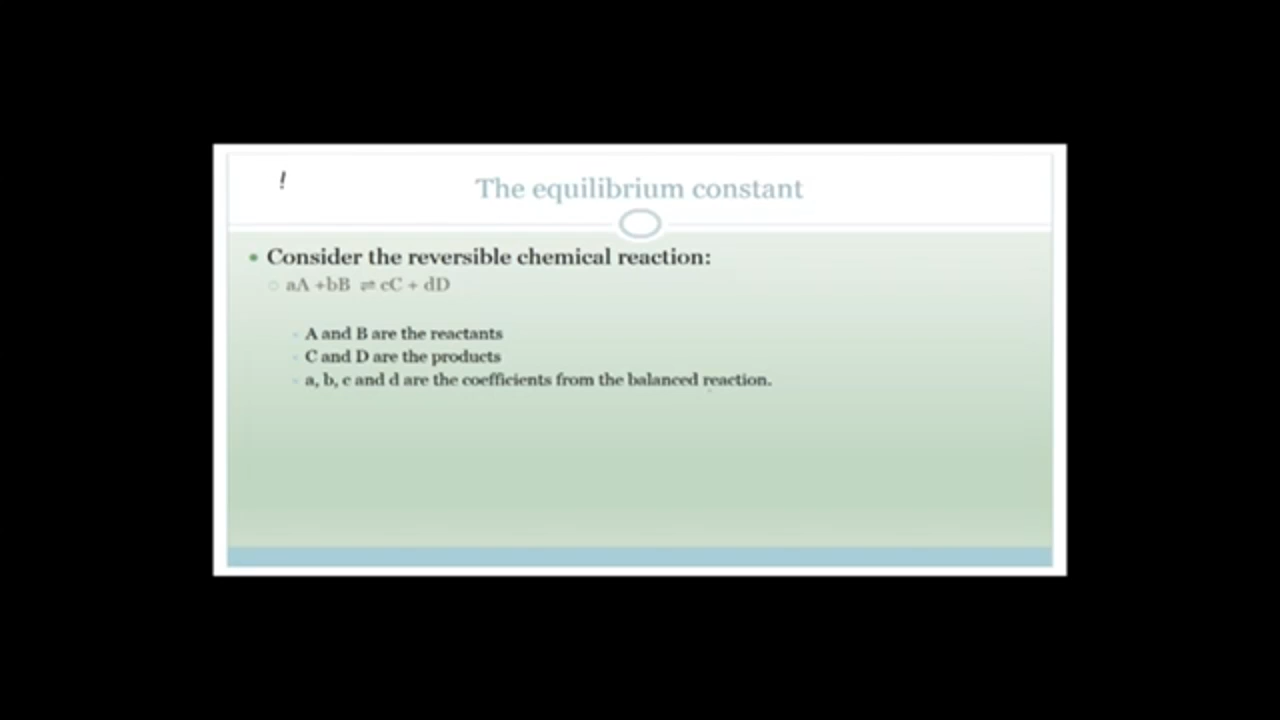 !
The equilibrium constant
• Consider the reversible chemical reaction:
○ aA +bB ⇌ cC + dD
◦ A and B are the reactants
◦ C and D are the products
◦ a, b, c and d are the coefficients from the balanced reaction.